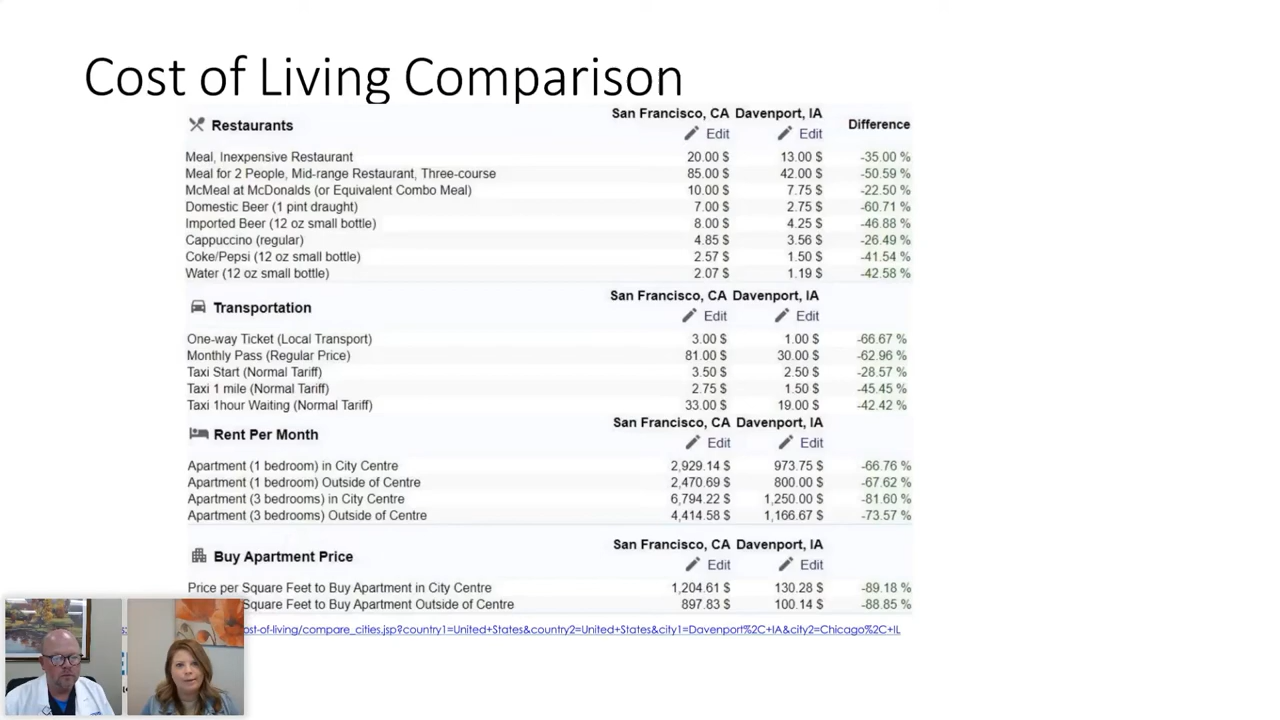 Cost of Living Comparison
Restaurants San Francisco, CA Davenport, IA Difference
Edit Edit
Meal, Inexpensive Restaurant 20.00 $ 13.00 $ -35.00 %
Meal for 2 People, Mid-range Restaurant, Three-course 85.00 $ 42.00 $ -50.59 %
McMeal at McDonalds (or Equivalent Combo Meal) 10.00 $ 7.75 $ -22.50 %
Domestic Beer (1 pint draught) 7.00 $ 2.75 $ -60.71 %
Imported Beer (12 oz small bottle) 8.00 $ 4.25 $ -46.88 %
Cappuccino (regular) 4.85 $ 3.56 $ -26.49 %
Coke/Pepsi (12 oz small bottle) 2.57 $ 1.50 $ -41.54 %
Water (12 oz small bottle) 2.07 $ 1.19 $ -42.58 %
Transportation San Francisco, CA Davenport, IA
Edit Edit
One-way Ticket (Local Transport) 3.00 $ 1.00 $ -66.67 %
Monthly Pass (Regular Price) 81.00 $ 30.00 $ -62.96 %
Taxi Start (Normal Tariff) 3.50 $ 2.50 $ -28.57 %
Taxi 1 mile (Normal Tariff) 2.75 $ 1.50 $ -45.45 %
Taxi 1hour Waiting (Normal Tariff) 33.00 $ 19.00 $ -42.42 %
Rent Per Month San Francisco, CA Davenport, IA
Edit Edit
Apartment (1 bedroom) in City Centre 2,929.14 $ 973.75 $ -66.76 %
Apartment (1 bedroom) Outside of Centre 2,470.69 $ 800.00 $ -67.62 %
Apartment (3 bedrooms) in City Centre 6,794.22 $ 1,250.00 $ -81.60 %
Apartment (3 bedrooms) Outside of Centre 4,414.58 $ 1,166.67 $ -73.57 %
Buy Apartment Price San Francisco, CA Davenport, IA
Edit Edit
Price per Square Feet to Buy Apartment in City Centre 1,204.61 $ 130.28 $ -89.18 %
Square Feet to Buy Apartment Outside of Centre 897.83 $ 100.14 $ -88.85 %
ost-of-living/compare_cities.jsp?country1=United+States&country2=United+States&city1=Davenport%2C+IA&city2=Chicago%2C+IL